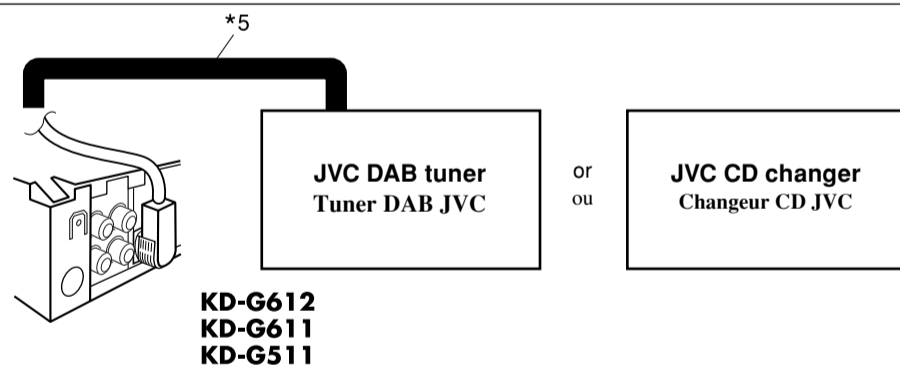 *5
JVC DAB tuner
Tuner DAB JVC
or
ou
JVC CD changer
Changeur CD JVC
KD-G612
KD-G611
KD-G511